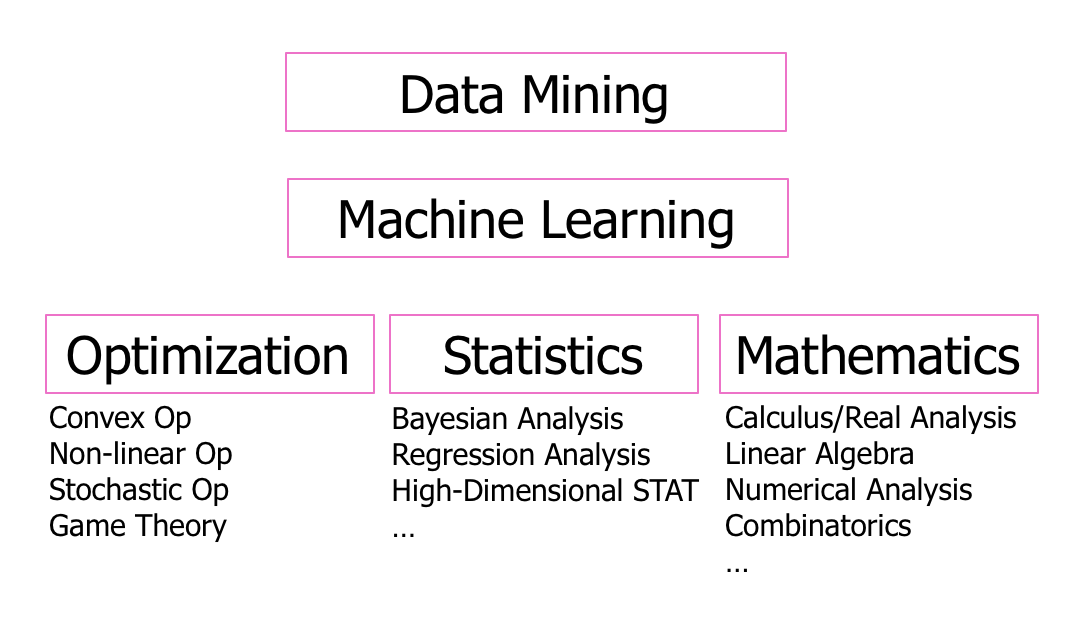 Data Mining
Machine Learning
Optimization
Convex Op
Non-linear Op
Stochastic Op
Game Theory
Statistics
Bayesian Analysis
Regression Analysis
High-Dimensional STAT
...
Mathematics
Calculus/Real Analysis
Linear Algebra
Numerical Analysis
Combinatorics
...